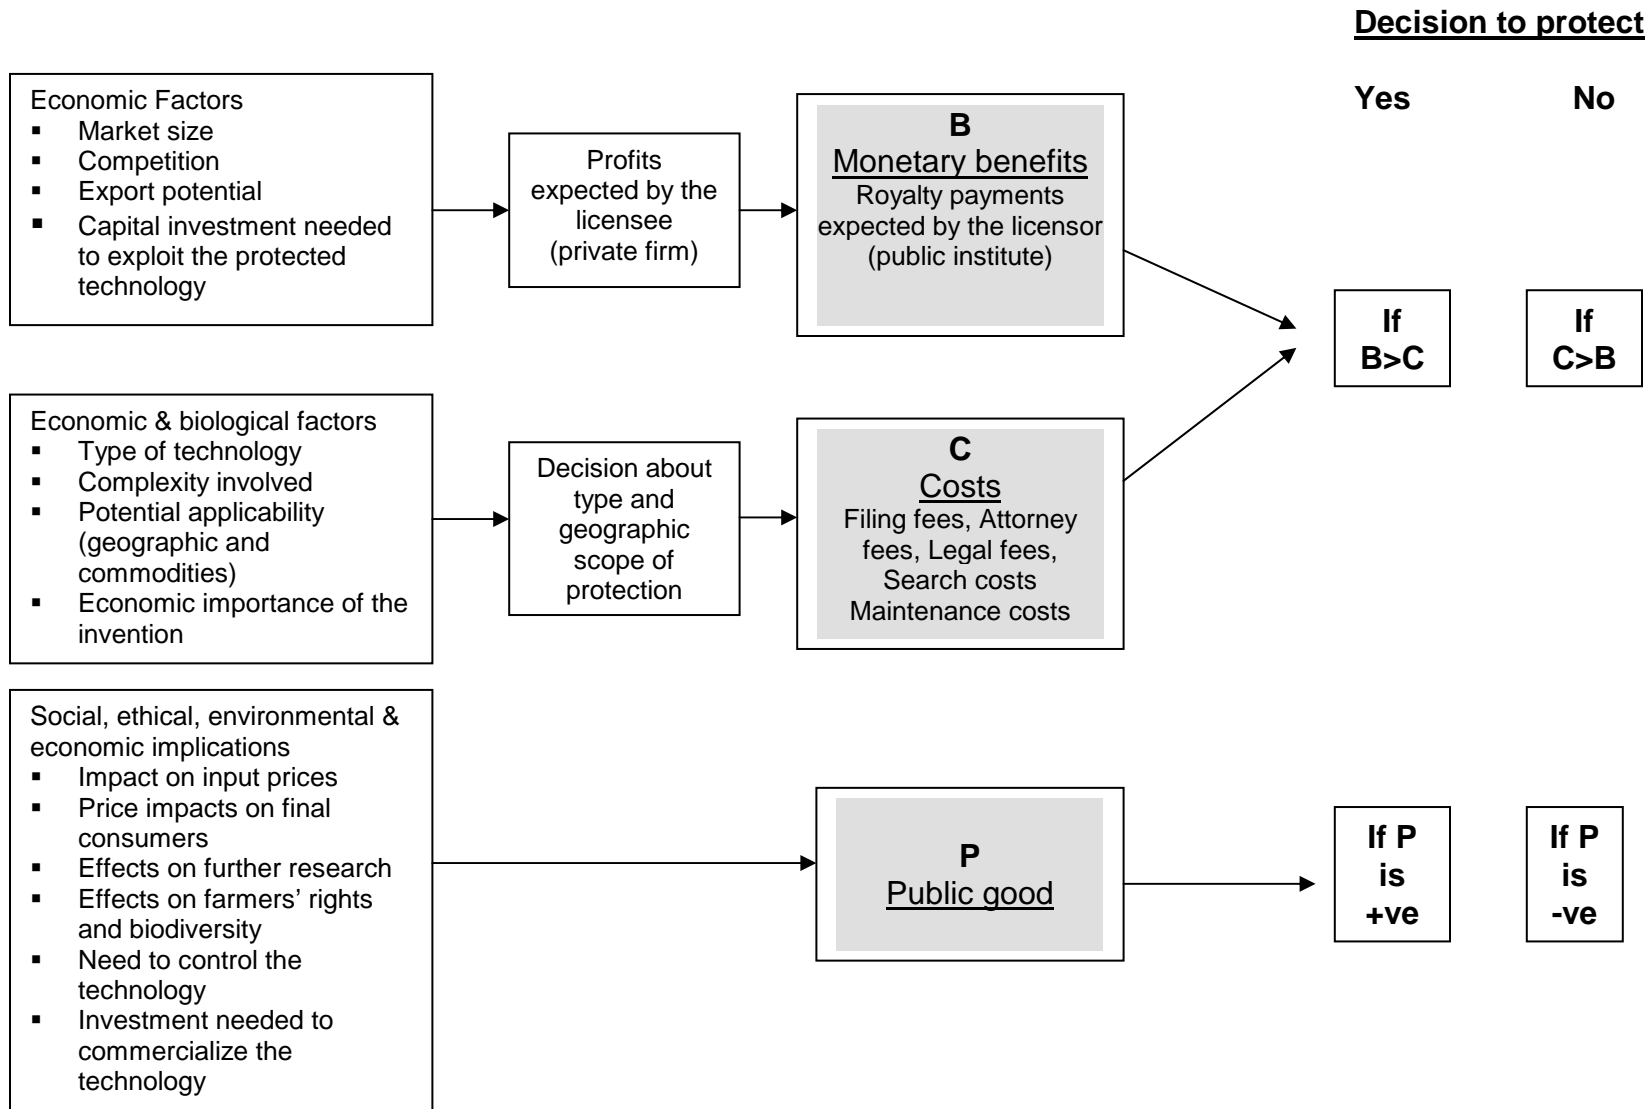 Decision to protect
Yes
No
Economic Factors
▪ Market size
▪ Competition
▪ Export potential
▪ Capital investment needed
to exploit the protected
technology
Profits
expected by the
licensee
(private firm)
B
Monetary benefits
Royalty payments
expected by the licensor
(public institute)
If
B>C
If
C>B
Economic & biological factors
▪ Type of technology
▪ Complexity involved
▪ Potential applicability
(geographic and
commodities)
▪ Economic importance of the
invention
Decision about
type and
geographic
scope of
protection
C
Costs
Filing fees, Attorney
fees, Legal fees,
Search costs
Maintenance costs
Social, ethical, environmental &
economic implications
▪ Impact on input prices
▪ Price impacts on final
consumers
▪ Effects on further research
▪ Effects on farmers’ rights
and biodiversity
▪ Need to control the
technology
▪ Investment needed to
commercialize the
technology
P
Public good
If P
is
+ve
If P
is
-ve